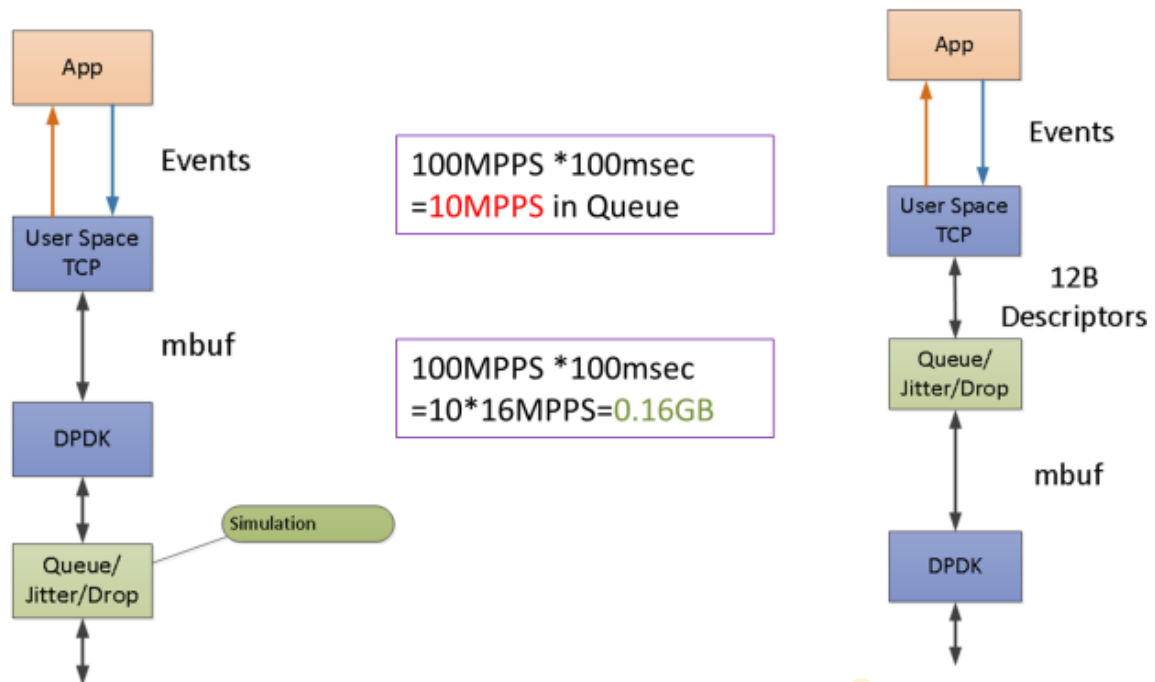 App
Events
User Space
TCP
mbuf
DPDK
Queue/
Jitter/Drop
Simulation
100MPPS *100msec
=10MPPS in Queue
100MPPS *100msec
=10*16MPPS=0.16GB
App
Events
User Space
TCP
12B
Descriptors
Queue/
Jitter/Drop
mbuf
DPDK